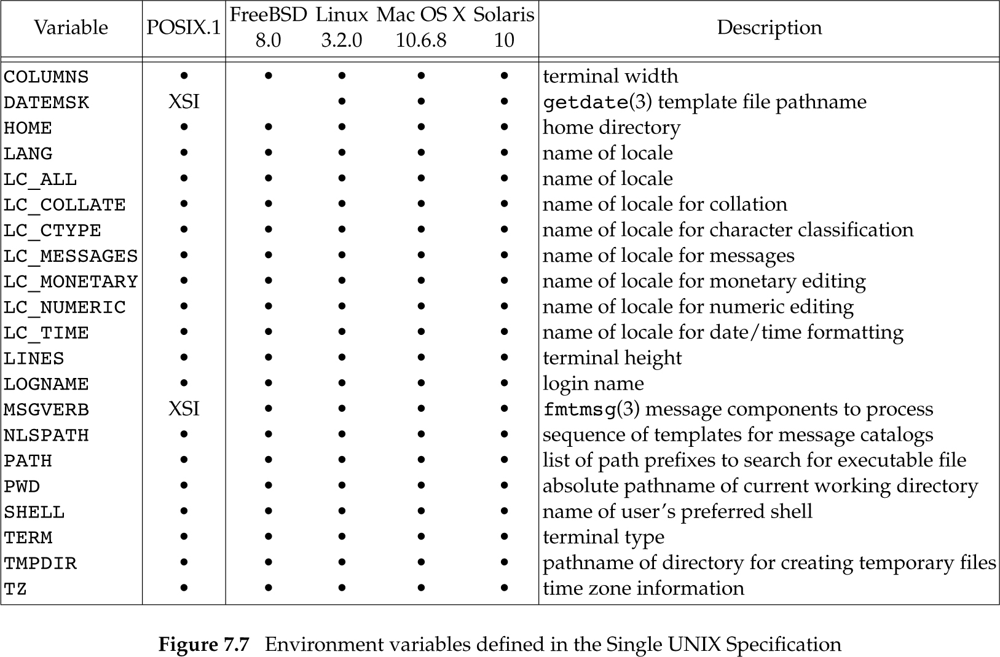 Variable POSIX.1 FreeBSD 8.0 Linux 3.2.0 Mac OS X 10.6.8 Solaris 10 Description
COLUMNS • • • • • terminal width
DATEMSK XSI • • • getdate(3) template file pathname
HOME • • • • • home directory
LANG • • • • • name of locale
LC_ALL • • • • • name of locale
LC_COLLATE • • • • • name of locale for collation
LC_CTYPE • • • • • name of locale for character classification
LC_MESSAGES • • • • • name of locale for messages
LC_MONETARY • • • • • name of locale for monetary editing
LC_NUMERIC • • • • • name of locale for numeric editing
LC_TIME • • • • • name of locale for date/time formatting
LINES • • • • • terminal height
LOGNAME • • • • • login name
MSGVERB XSI • • • • fmtmsg(3) message components to process
NLSPATH • • • • • sequence of templates for message catalogs
PATH • • • • • list of path prefixes to search for executable file
PWD • • • • • absolute pathname of current working directory
SHELL • • • • • name of user’s preferred shell
TERM • • • • • terminal type
TMPDIR • • • • • pathname of directory for creating temporary files
TZ • • • • • time zone information
Figure 7.7 Environment variables defined in the Single UNIX Specification